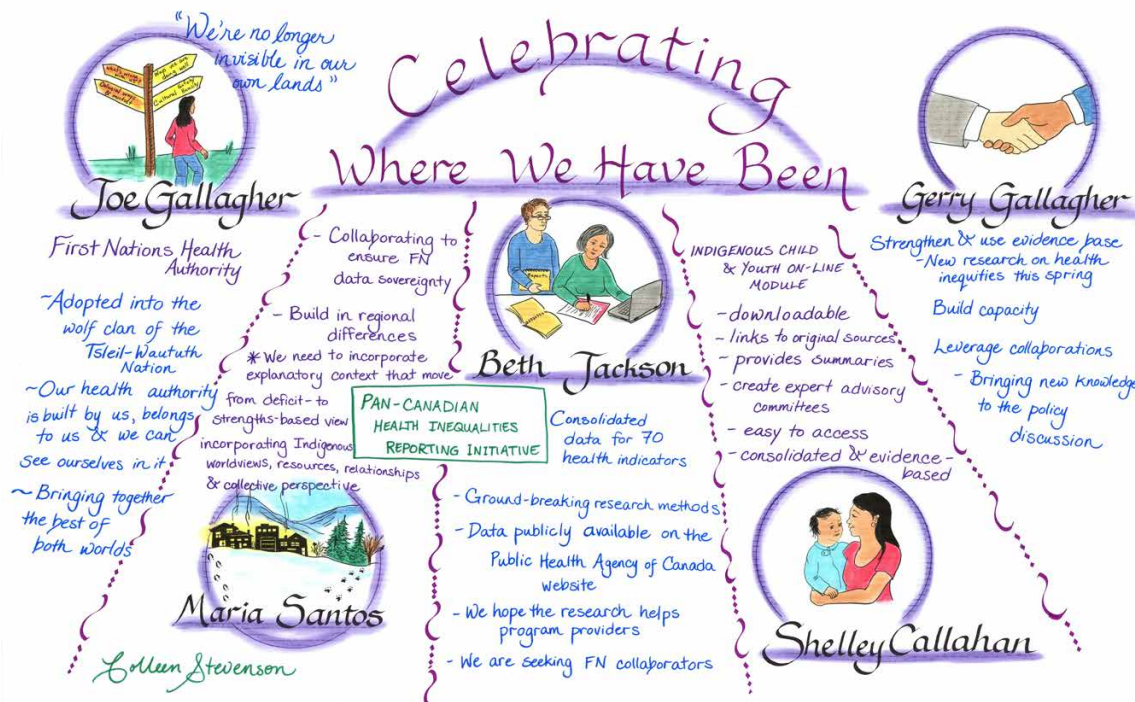 Celebrating
Where We Have Been
"We're no longer
invisible in our
own lands"
Cultural Safety
Joe Gallagher
First Nations Health
Authority
~Adopted into the
wolf clan of the
Tsleil-Waututh
Nation
~Our health authority
is built by us, belongs
to us & we can
see ourselves in it
~ Bringing together
the best of
both worlds
- Collaborating to
ensure FN
data sovereignty
- Build in regional
differences
* We need to incorporate
explanatory context that move
from deficit-to
strengths-based view
incorporating Indigenous
worldviews, resources, relationships
& collective perspective
Maria Santos
Colleen Stevenson
Reports
Beth Jackson
PAN-CANADIAN
HEALTH INEQUALITIES
REPORTING INITIATIVE
Consolidated
data for 70
health indicators
- Ground-breaking research methods
- Data publicly available on the
Public Health Agency of Canada
website
- We hope the research helps
program providers
- We are seeking FN collaborators
INDIGENOUS CHILD
& YOUTH ON-LINE
MODULE
- downloadable
- links to original sources
- provides summaries
- create expert advisory
committees
- easy to access
- consolidated & evidence-
based
Shelley Callahan
Gerry Gallagher
Strengthen & use evidence base
- New research on health
inequities this spring
Build capacity
Leverage collaborations
- Bringing new knowledge
to the policy
discussion